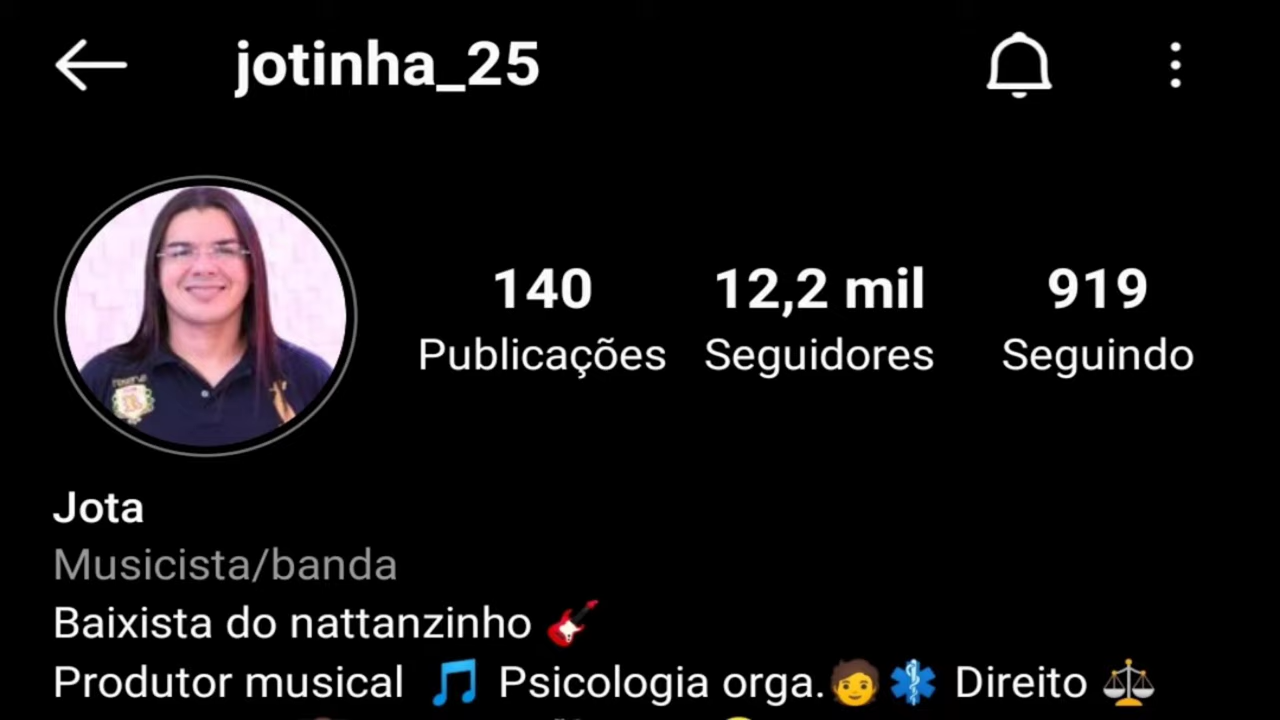 jotinha_25
140 12,2 mil 919
Publicações Seguidores Seguindo
Jota
Musicista/banda
Baixista do nattanzinho 🎸
Produtor musical 🎵 Psicologia orga.🧑⚕️ Direito ⚖️